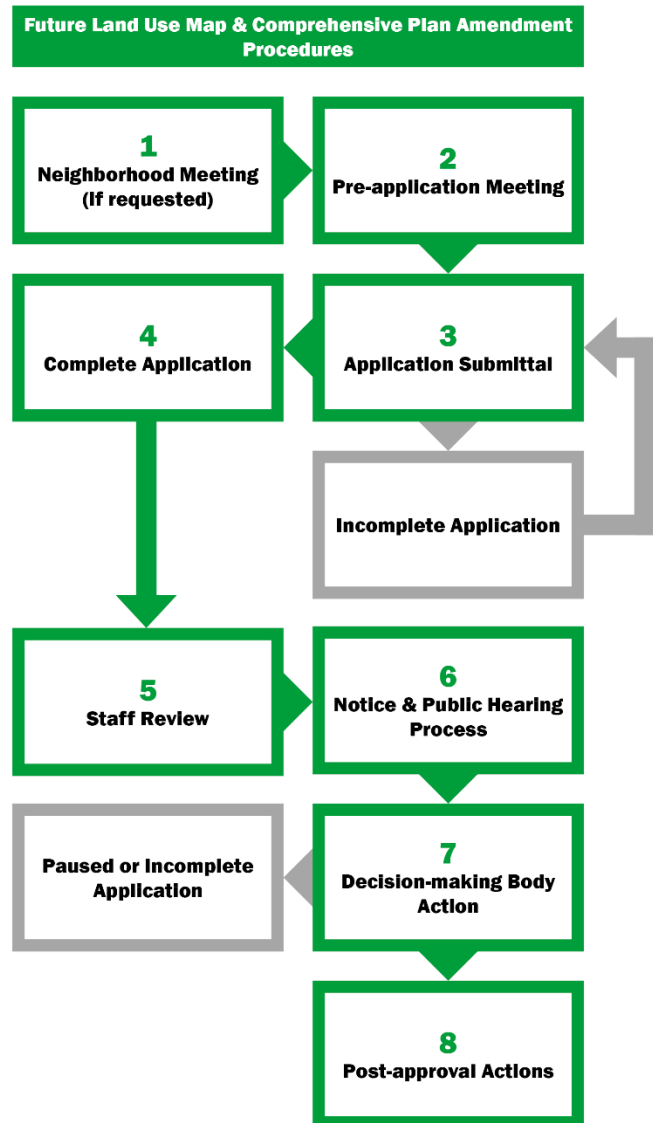 Future Land Use Map & Comprehensive Plan Amendment
Procedures
1
Neighborhood Meeting
(if requested)
2
Pre-application Meeting
4
Complete Application
3
Application Submittal
Incomplete Application
5
Staff Review
6
Notice & Public Hearing
Process
Paused or Incomplete
Application
7
Decision-making Body
Action
8
Post-approval Actions